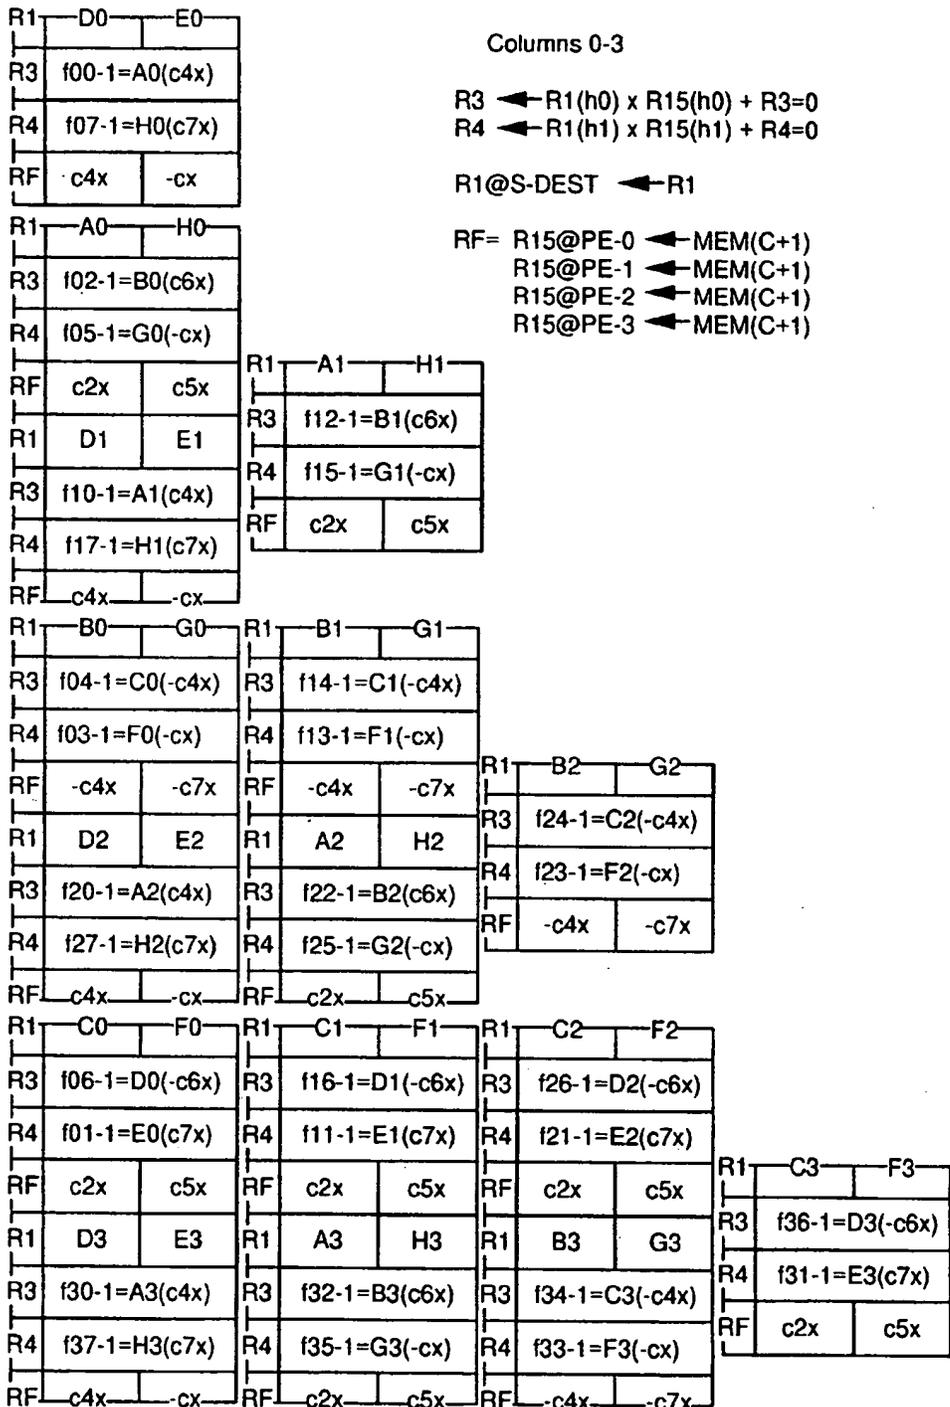 Columns 0-3
R3 ◄─ R1(h0) x R15(h0) + R3=0
R4 ◄─ R1(h1) x R15(h1) + R4=0
R1@S-DEST ◄─ R1
RF= R15@PE-0 ◄─ MEM(C+1)
R15@PE-1 ◄─ MEM(C+1)
R15@PE-2 ◄─ MEM(C+1)
R15@PE-3 ◄─ MEM(C+1)
R1 D0 E0
R3 f00-1=A0(c4x)
R4 f07-1=H0(c7x)
RF c4x -cx
R1 A0 H0
R3 f02-1=B0(c6x)
R4 f05-1=G0(-cx)
RF c2x c5x
R1 D1 E1
R3 f10-1=A1(c4x)
R4 f17-1=H1(c7x)
RF c4x -cx
R1 A1 H1
R3 f12-1=B1(c6x)
R4 f15-1=G1(-cx)
RF c2x c5x
R1 B0 G0
R3 f04-1=C0(-c4x)
R4 f03-1=F0(-cx)
RF -c4x -c7x
R1 D2 E2
R3 f20-1=A2(c4x)
R4 f27-1=H2(c7x)
RF c4x -cx
R1 B1 G1
R3 f14-1=C1(-c4x)
R4 f13-1=F1(-cx)
RF -c4x -c7x
R1 A2 H2
R3 f22-1=B2(c6x)
R4 f25-1=G2(-cx)
RF c2x c5x
R1 B2 G2
R3 f24-1=C2(-c4x)
R4 f23-1=F2(-cx)
RF -c4x -c7x
R1 C0 F0
R3 f06-1=D0(-c6x)
R4 f01-1=E0(c7x)
RF c2x c5x
R1 D3 E3
R3 f30-1=A3(c4x)
R4 f37-1=H3(c7x)
RF c4x -cx
R1 C1 F1
R3 f16-1=D1(-c6x)
R4 f11-1=E1(c7x)
RF c2x c5x
R1 A3 H3
R3 f32-1=B3(c6x)
R4 f35-1=G3(-cx)
RF c2x c5x
R1 C2 F2
R3 f26-1=D2(-c6x)
R4 f21-1=E2(c7x)
RF c2x c5x
R1 B3 G3
R3 f34-1=C3(-c4x)
R4 f33-1=F3(-cx)
RF -c4x -c7x
R1 C3 F3
R3 f36-1=D3(-c6x)
R4 f31-1=E3(c7x)
RF c2x c5x